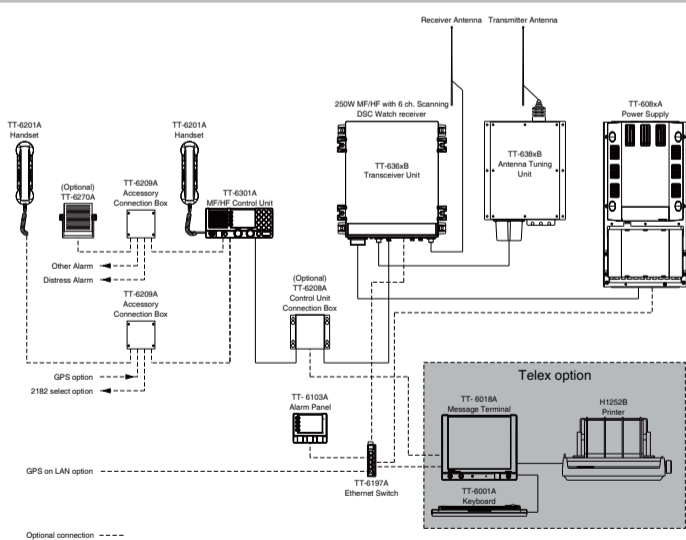 Receiver Antenna
Transmitter Antenna
250W MF/HF with 6 ch. Scanning
DSC Watch receiver
TT-608xA
Power Supply
TT-6201A
Handset
TT-6201A
Handset
(Optional)
TT-6270A
TT-6209A
Accessory
Connection Box
TT-6301A
MF/HF Control Unit
TT-636xB
Transceiver Unit
TT-638xB
Antenna Tuning
Unit
Other Alarm
Distress Alarm
TT-6209A
Accessory
Connection Box
(Optional)
TT-6208A
Control Unit
Connection Box
GPS option
2182 select option
Telex option
TT- 6103A
Alarm Panel
TT- 6018A
Message Terminal
H1252B
Printer
GPS on LAN option
TT-6197A
Ethernet Switch
TT-6001A
Keyboard
Optional connection